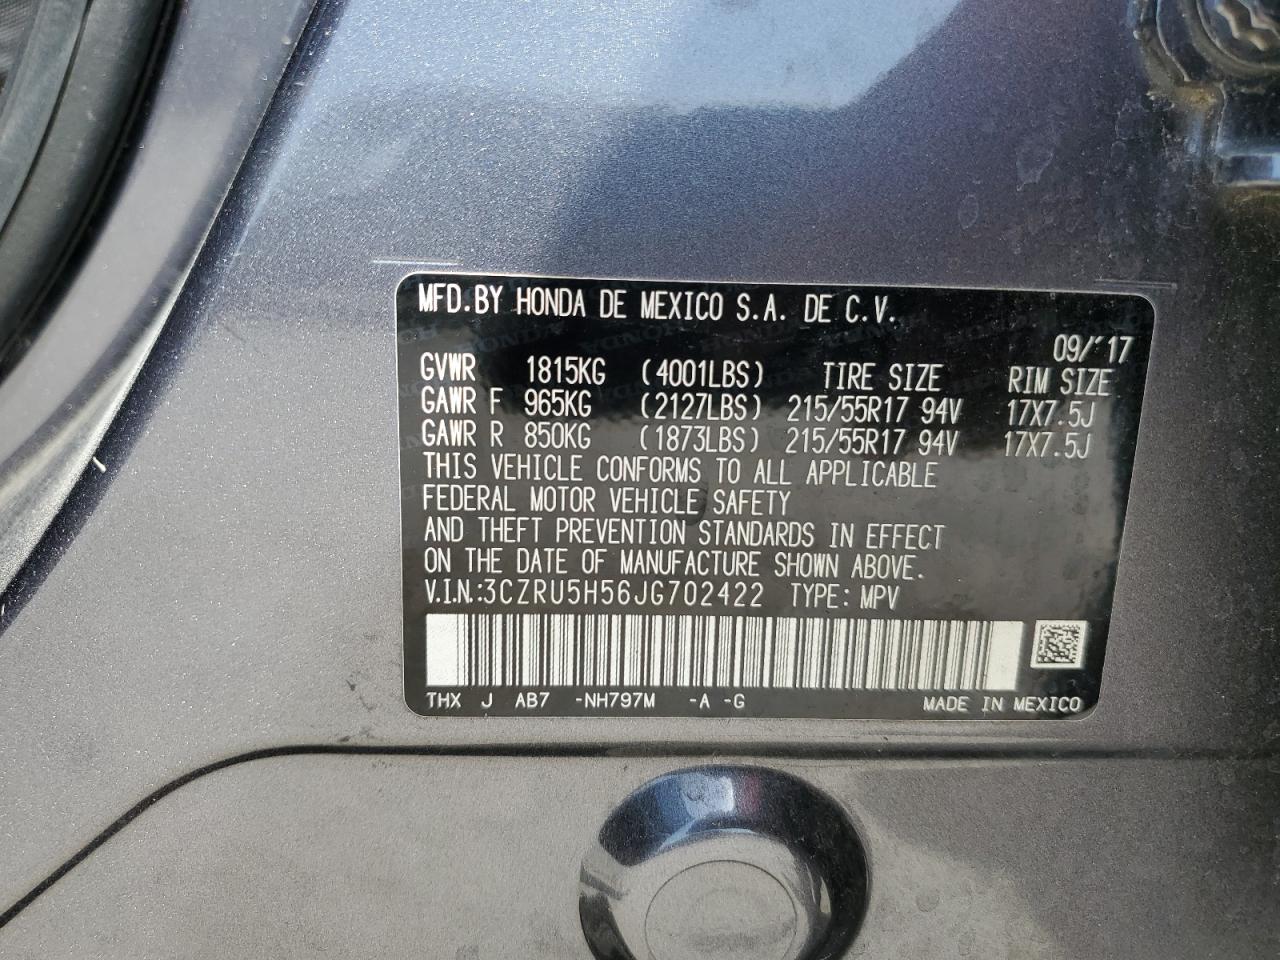 MFD.BY HONDA DE MEXICO S.A. DE C.V.
09/'17
GVWR 1815KG (4001LBS) TIRE SIZE RIM SIZE
GAWR F 965KG (2127LBS) 215/55R17 94V 17X7.5J
GAWR R 850KG (1873LBS) 215/55R17 94V 17X7.5J
THIS VEHICLE CONFORMS TO ALL APPLICABLE
FEDERAL MOTOR VEHICLE SAFETY
AND THEFT PREVENTION STANDARDS IN EFFECT
ON THE DATE OF MANUFACTURE SHOWN ABOVE.
V.I.N.:3CZRU5H56JG702422 TYPE: MPV
THX J AB7 -NH797M -A -G MADE IN MEXICO